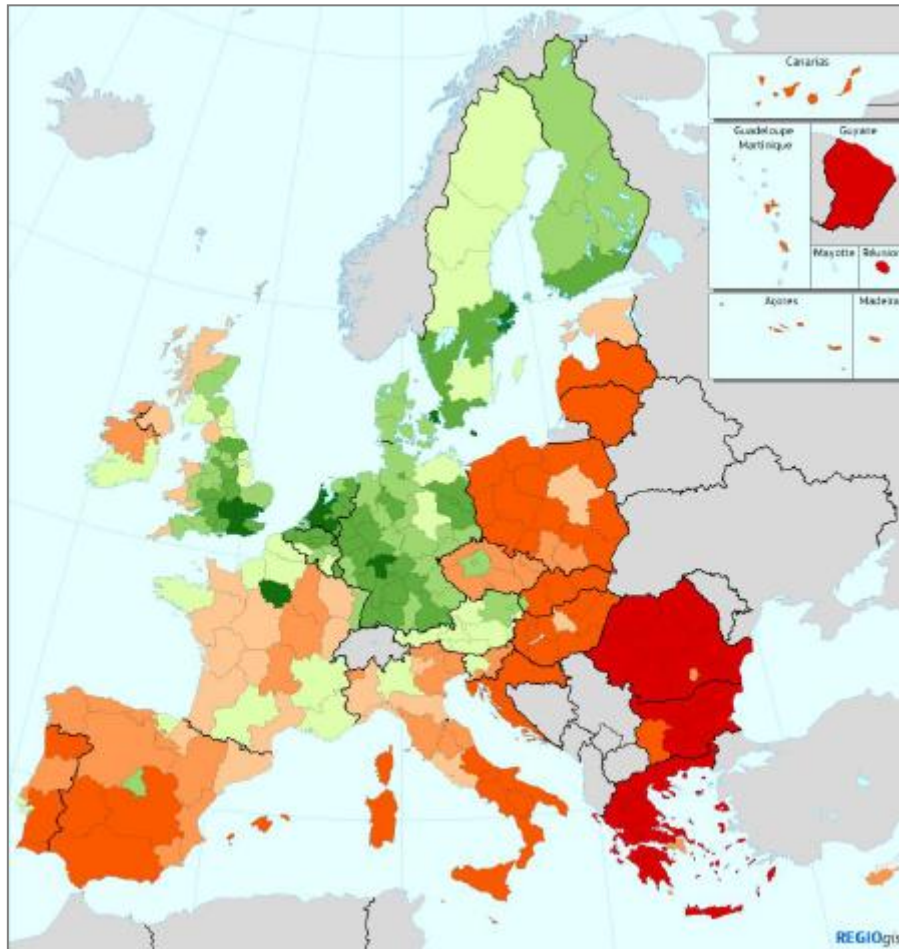 Canarias
Guadeloupe
Martinique
Guyane
Mayotte
Réunion
Açores
Madeira
REGIOgis